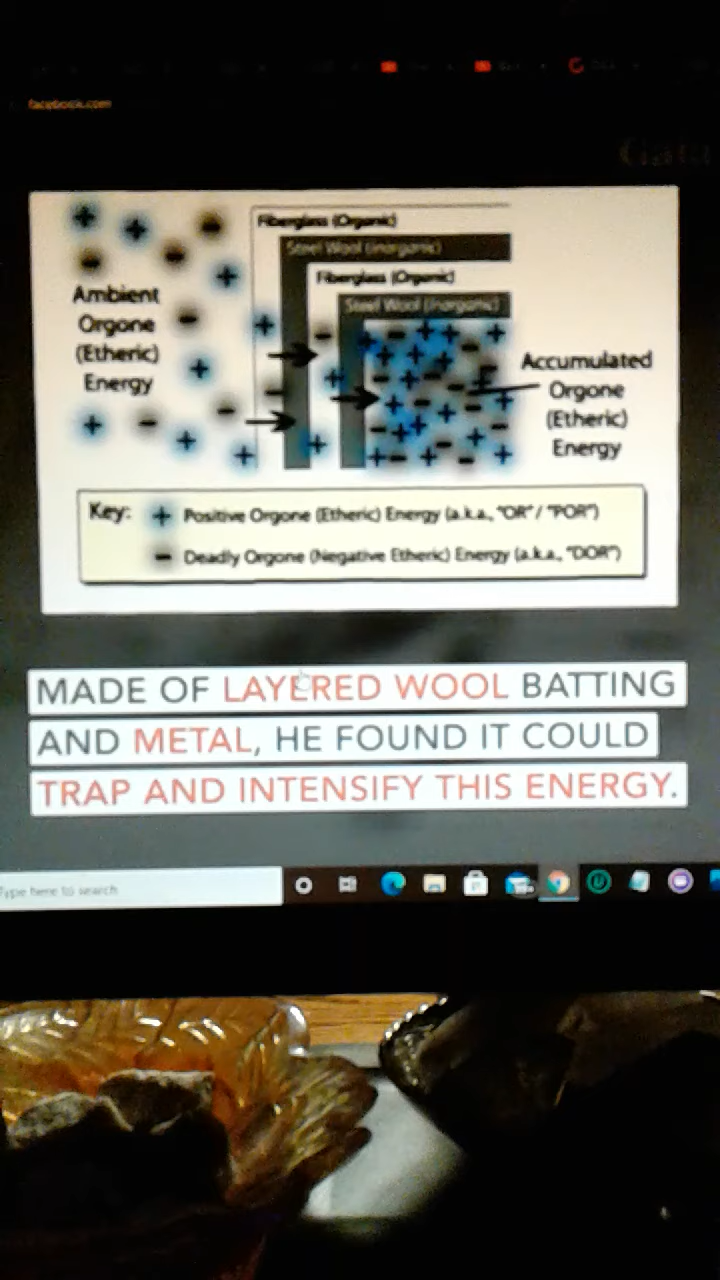 facebook.com
Fiberglass (Organic)
Steel Wool (Inorganic)
Fiberglass (Organic)
Steel Wool (Inorganic)
Ambient
Orgone
(Etheric)
Energy
Accumulated
Orgone
(Etheric)
Energy
Key: + Positive Orgone (Etheric) Energy (a.k.a., "OR" / "POR")
- Deadly Orgone (Negative Etheric) Energy (a.k.a., "DOR")
MADE OF LAYERED WOOL BATTING
AND METAL, HE FOUND IT COULD
TRAP AND INTENSIFY THIS ENERGY.
Type here to search